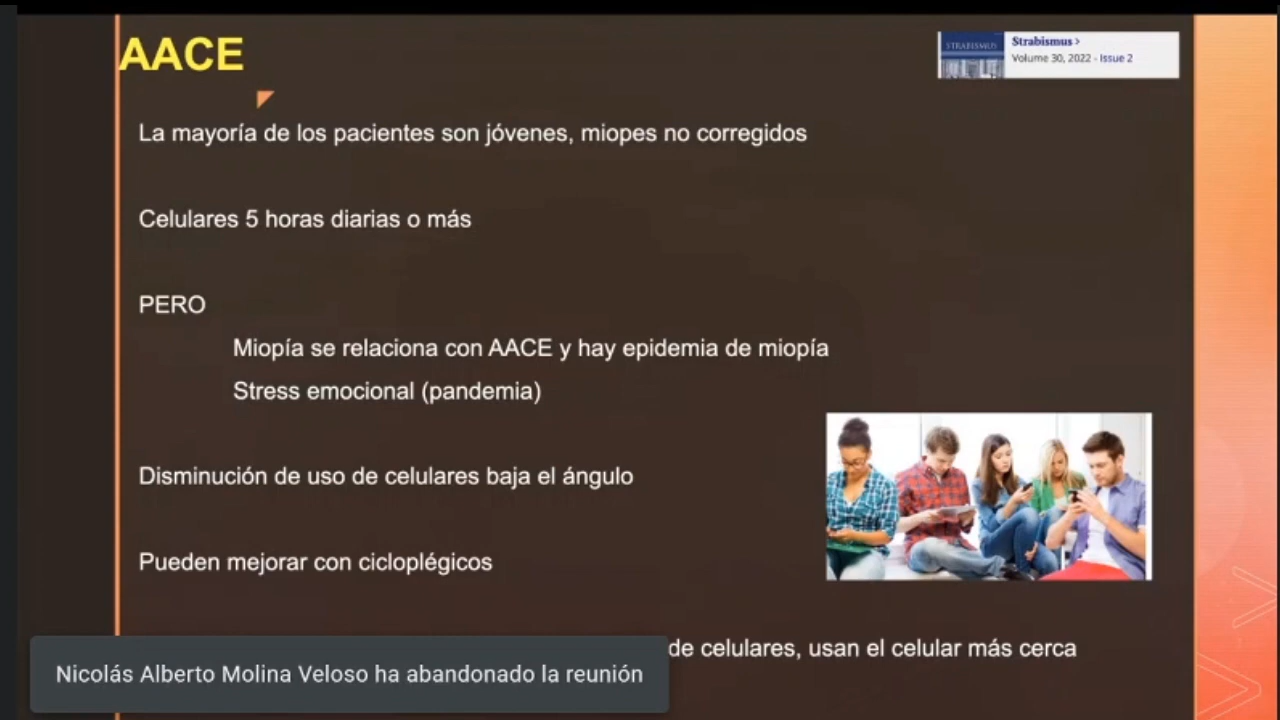 AACE
STRABISMUS
Strabismus >
Volume 30, 2022 - Issue 2
La mayoría de los pacientes son jóvenes, miopes no corregidos
Celulares 5 horas diarias o más
PERO
Miopía se relaciona con AACE y hay epidemia de miopía
Stress emocional (pandemia)
Disminución de uso de celulares baja el ángulo
Pueden mejorar con cicloplégicos
de celulares, usan el celular más cerca
Nicolás Alberto Molina Veloso ha abandonado la reunión